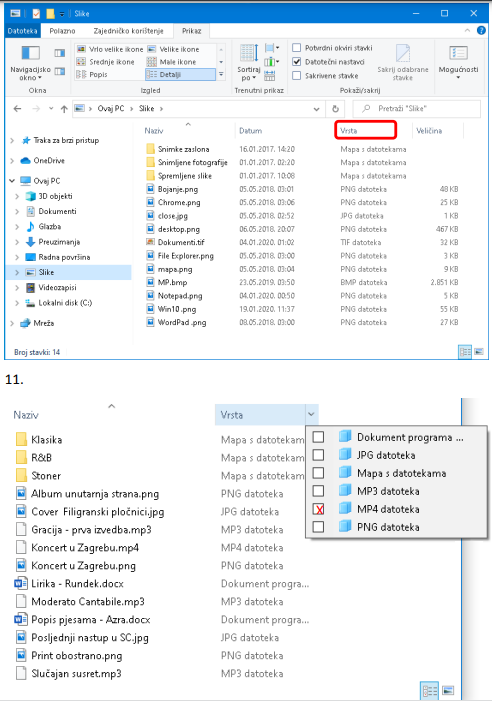 Slike
Datoteka Polazno Zajedničko korištenje Prikaz
Navigacijsko okno
Vrlo velike ikone Velike ikone
Srednje ikone Male ikone
Popis Detalji
Sortiraj po
Potvrdni okviri stavki
Datotečni nastavci
Sakrivene stavke
Sakrij odabrane stavke
Mogućnosti
Okna Izgled Trenutni prikaz Pokaži/sakrij
Ovaj PC > Slike >
Pretraži "Slike"
Traka za brzi pristup
OneDrive
Ovaj PC
3D objekti
Dokumenti
Glazba
Preuzimanja
Radna površina
Slike
Videozapisi
Lokalni disk (C:)
Mreža
Naziv Datum Vrsta Veličina
Snimke zaslona 16.01.2017. 14:20 Mapa s datotekama
Snimljene fotografije 01.01.2017. 02:20 Mapa s datotekama
Spremljene slike 01.01.2017. 10:08 Mapa s datotekama
Bojanje.png 05.05.2018. 03:01 PNG datoteka 48 KB
Chrome.png 05.05.2018. 03:06 PNG datoteka 25 KB
close.jpg 05.05.2018. 02:52 JPG datoteka 1 KB
desktop.png 06.05.2018. 20:07 PNG datoteka 467 KB
Dokumenti.tif 04.01.2020. 01:02 TIF datoteka 32 KB
File Explorer.png 05.05.2018. 03:00 PNG datoteka 3 KB
mapa.png 05.05.2018. 03:04 PNG datoteka 9 KB
MP.bmp 23.05.2019. 03:50 BMP datoteka 2.851 KB
Notepad.png 04.01.2020. 00:50 PNG datoteka 5 KB
Win10 .png 19.01.2020. 11:37 PNG datoteka 55 KB
WordPad .png 08.05.2018. 03:00 PNG datoteka 27 KB
Broj stavki: 14
11.
Naziv Vrsta
Klasika Mapa s datotekam
R&B Mapa s datotekam
Stoner Mapa s datotekam
Album unutarnja strana.png PNG datoteka
Cover Filigranski pločnici.jpg JPG datoteka
Gracija - prva izvedba.mp3 MP3 datoteka
Koncert u Zagrebu.mp4 MP4 datoteka
Koncert u Zagrebu.png PNG datoteka
Lirika - Rundek.docx Dokument progra...
Moderato Cantabile.mp3 MP3 datoteka
Popis pjesama - Azra.docx Dokument progra...
Posljednji nastup u SC.jpg JPG datoteka
Print obostrano.png PNG datoteka
Slučajan susret.mp3 MP3 datoteka
Dokument programa ...
JPG datoteka
Mapa s datotekama
MP3 datoteka
X MP4 datoteka
PNG datoteka